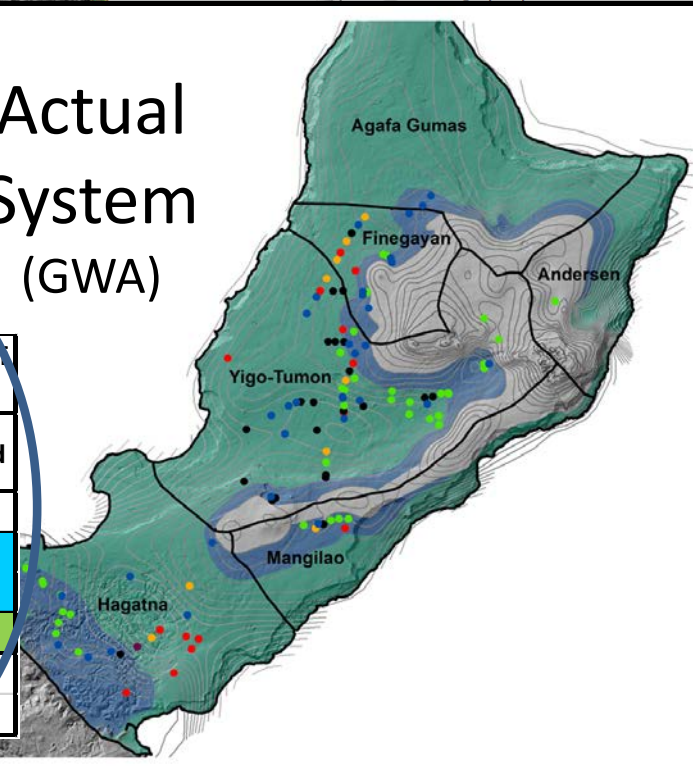 Actual
System
(GWA)
Agafa Gumas
Finegayan
Andersen
Yigo-Tumon
Mangilao
Hagatna